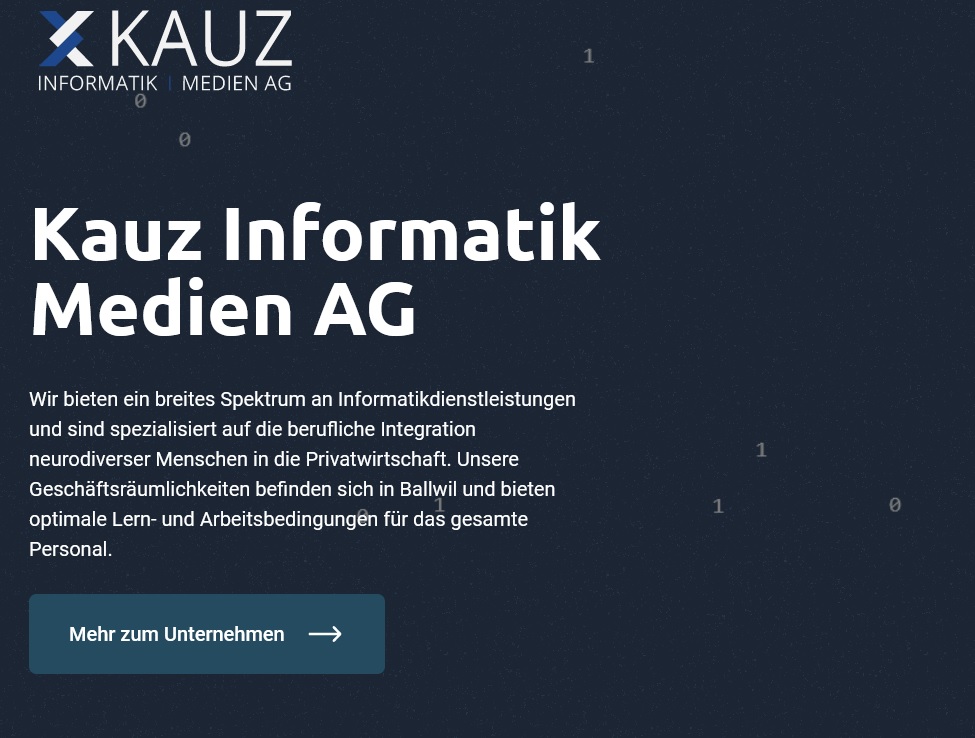 KAUZ
INFORMATIK | MEDIEN AG
1
0
0
Kauz Informatik
Medien AG
Wir bieten ein breites Spektrum an Informatikdienstleistungen
und sind spezialisiert auf die berufliche Integration
neurodiverser Menschen in die Privatwirtschaft. Unsere
1
Geschäftsräumlichkeiten befinden sich in Ballwil und bieten
0 1 1 0
optimale Lern- und Arbeitsbedingungen für das gesamte
Personal.
Mehr zum Unternehmen